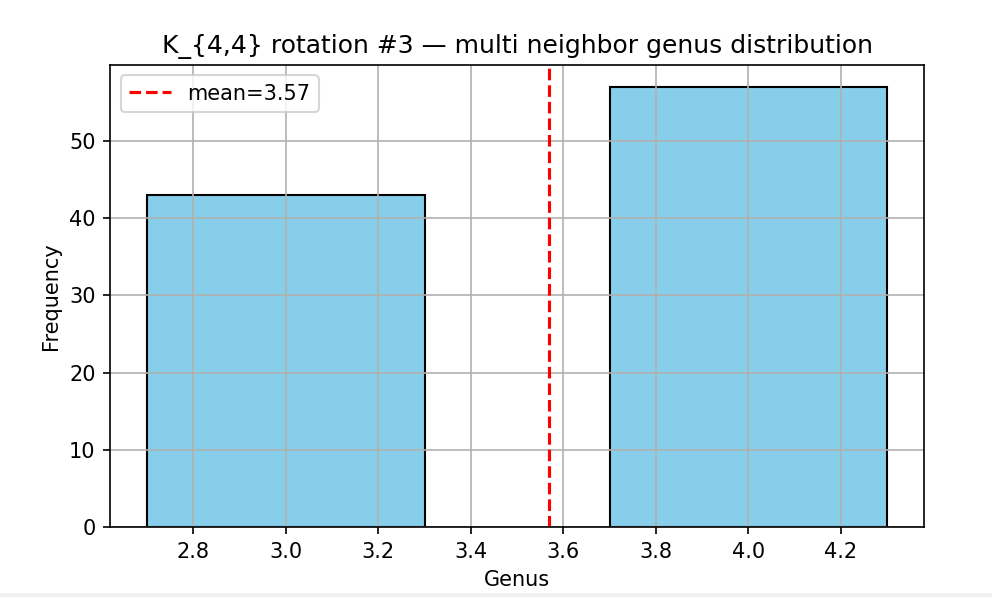 K_{4,4} rotation #3 — multi neighbor genus distribution
mean=3.57
Frequency
50
40
30
20
10
0
2.8 3.0 3.2 3.4 3.6 3.8 4.0 4.2
Genus